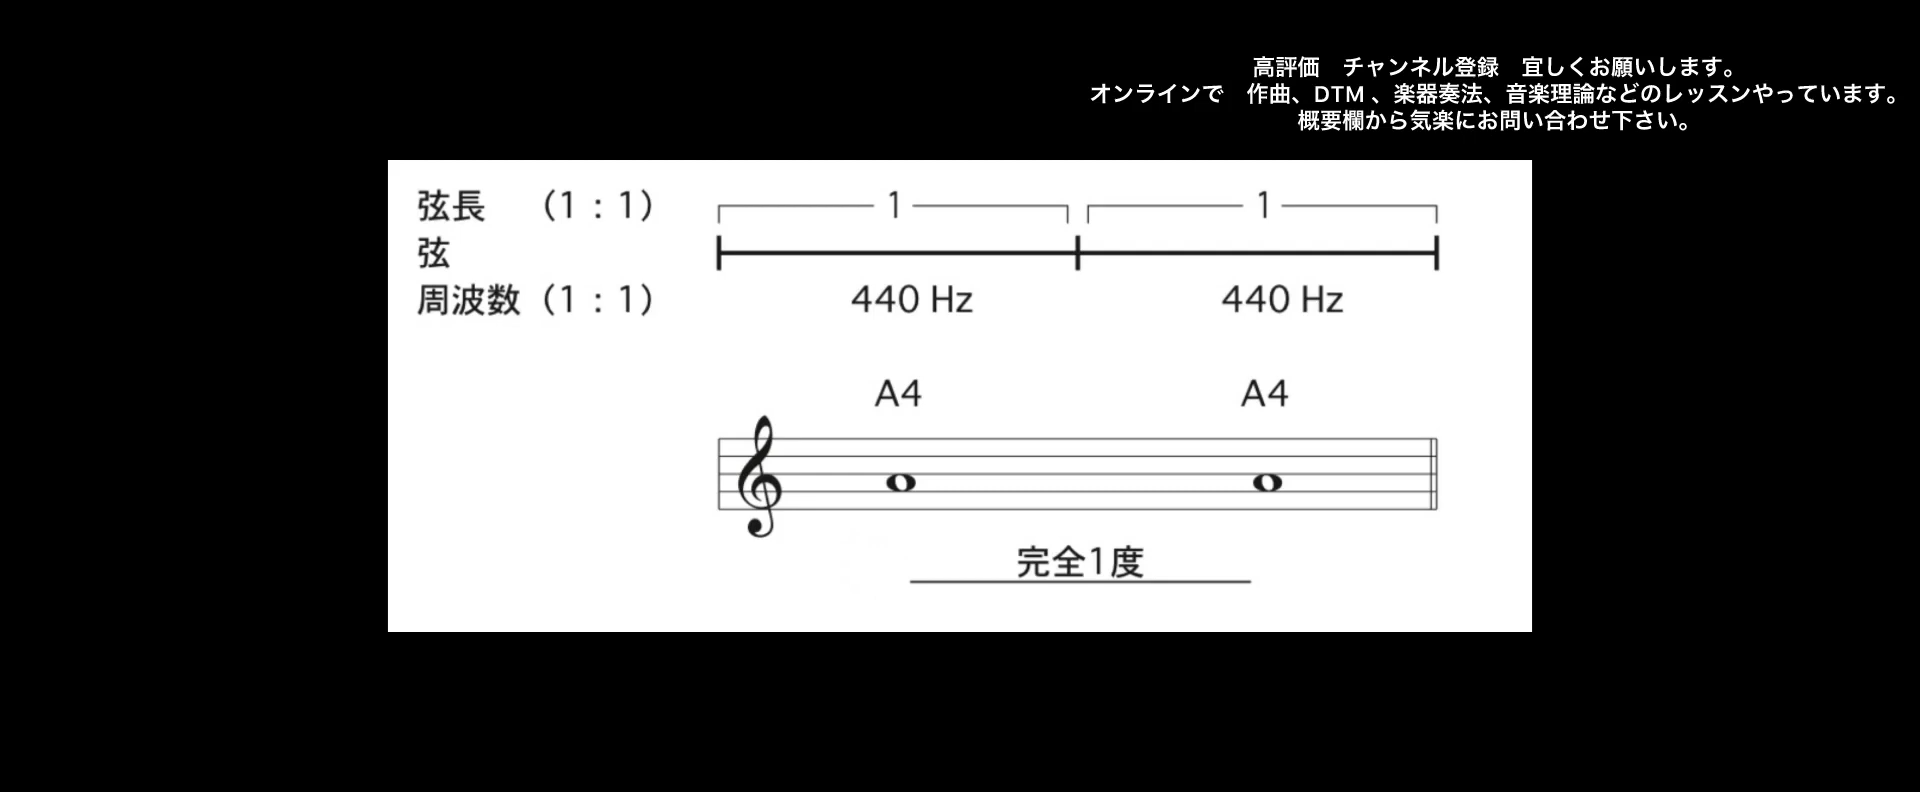 高評価　チャンネル登録　宜しくお願いします。
オンラインで　作曲、DTM 、楽器奏法、音楽理論などのレッスンやっています。
概要欄から気楽にお問い合わせ下さい。
弦長　（1：1）　1　1
弦
周波数（1：1）　440 Hz　440 Hz
A4　A4
完全1度